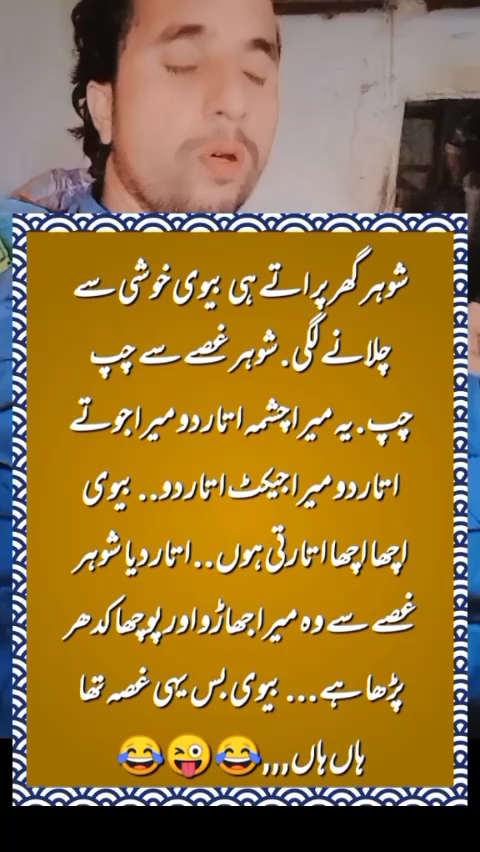 شوہر گھر پر اتے ہی بیوی خوشی سے
چلانے لگی. شوہر غصے سے چپ
چپ. یہ میرا چشمہ اتار دو میرا جوتے
اتار دو میرا جیکٹ اتار دو.. بیوی
اچھا اچھا اتارتی ہوں.. اتار دیا شوہر
غصے سے وہ میرا جھاڑو اور پوچھا کدھر
پڑھا ہے... بیوی بس یہی غصہ تھا
ہاں ہاں,,,😂😜😂